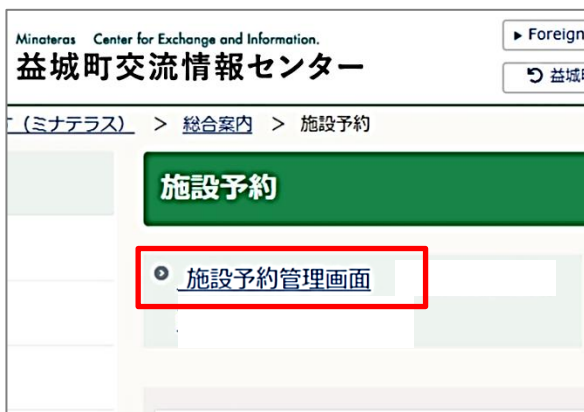 Minateras Center for Exchange and Information.
益城町交流情報センター
▶ Foreign
益城
(ミナテラス) > 総合案内 > 施設予約
施設予約
施設予約管理画面